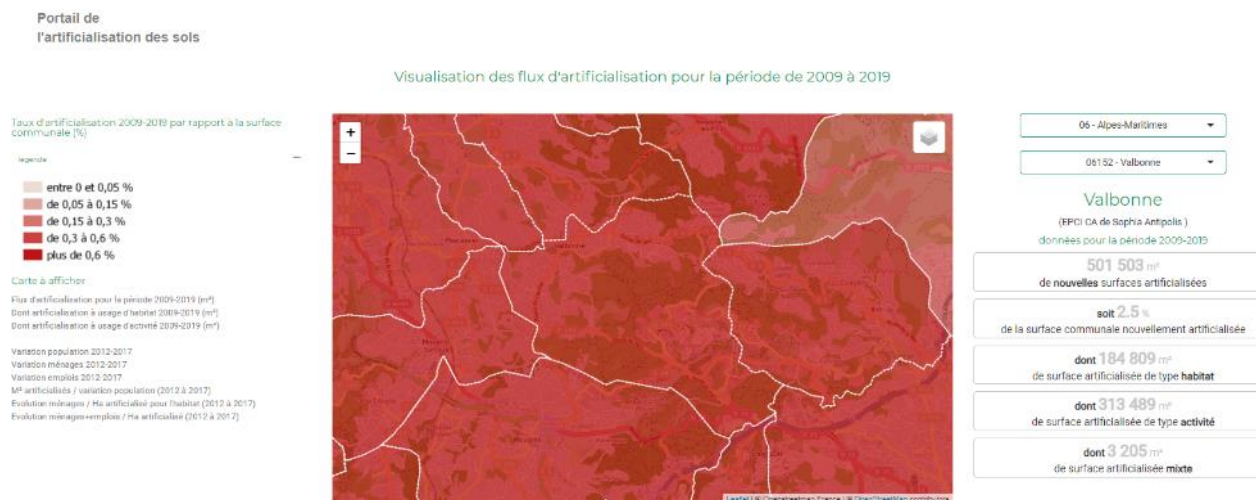 Portail de
l'artificialisation des sols
Visualisation des flux d'artificialisation pour la période de 2009 à 2019
Taux d'artificialisation 2009-2019 par rapport à la surface
communale (%)
legende
entre 0 et 0,05 %
de 0,05 à 0,15 %
de 0,15 à 0,3 %
de 0,3 à 0,6 %
plus de 0,6 %
Carte à afficher
Flux d'artificialisation pour la période 2009-2019 (m²)
Dont artificialisation à usage d'habitat 2009-2019 (m²)
Dont artificialisation à usage d'activité 2009-2019 (m²)
Variation population 2012-2017
Variation ménages 2012-2017
Variation emplois 2012-2017
M² artificialisés / variation population (2012 à 2017)
Evolution ménages / Ha artificialisé pour l'habitat (2012 à 2017)
Evolution ménages+emplois / Ha artificialisé (2012 à 2017)
+
−
Valbonne
Leaflet | © Openstreetmap France | © OpenStreetMap contributors
06 - Alpes-Maritimes
06152 - Valbonne
Valbonne
(EPCI CA de Sophia Antipolis )
données pour la période 2009-2019
501 503 m²
de nouvelles surfaces artificialisées
soit 2.5 %
de la surface communale nouvellement artificialisée
dont 184 809 m²
de surface artificialisée de type habitat
dont 313 489 m²
de surface artificialisée de type activité
dont 3 205 m²
de surface artificialisée mixte